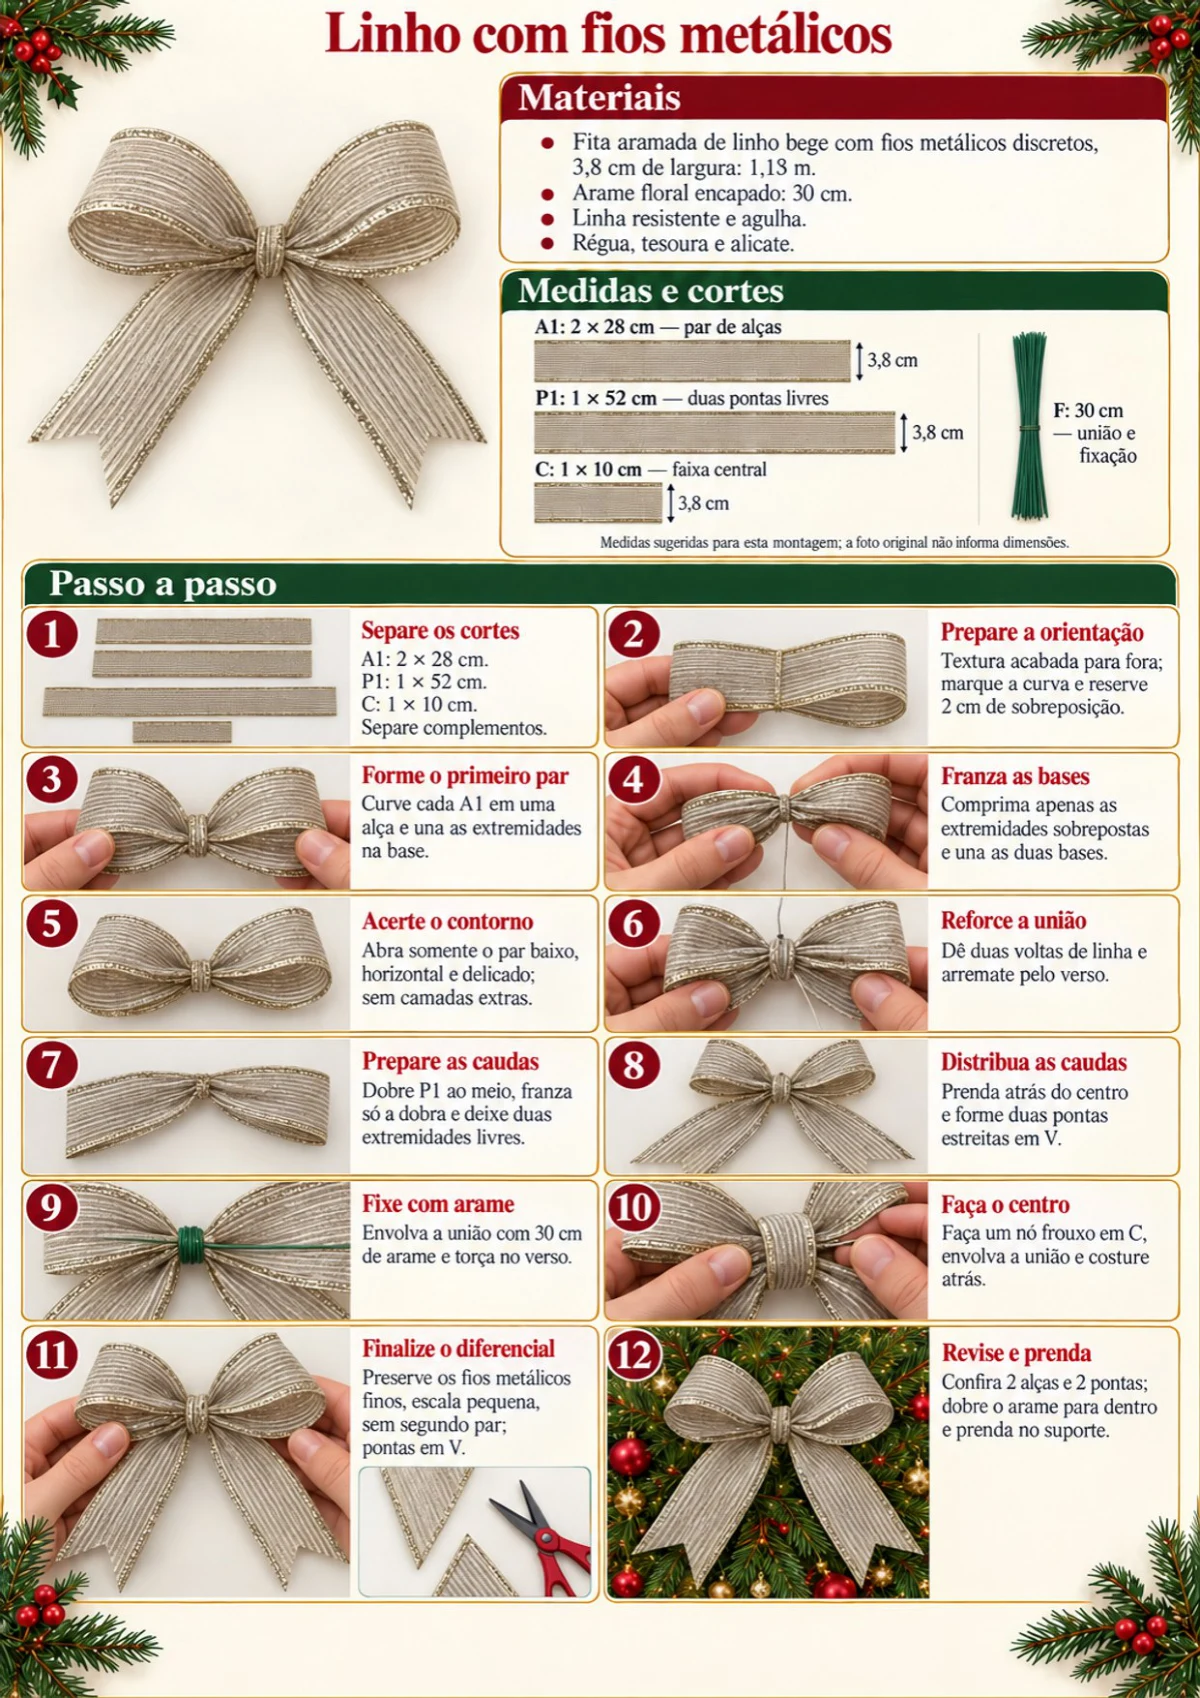 Linho com fios metálicos
Materiais
Fita aramada de linho bege com fios metálicos discretos,
3,8 cm de largura: 1,13 m.
Arame floral encapado: 30 cm.
Linha resistente e agulha.
Régua, tesoura e alicate.
Medidas e cortes
A1: 2 × 28 cm — par de alças
3,8 cm
P1: 1 × 52 cm — duas pontas livres
3,8 cm
C: 1 × 10 cm — faixa central
3,8 cm
F: 30 cm
— união e
fixação
Medidas sugeridas para esta montagem; a foto original não informa dimensões.
Passo a passo
1
Separe os cortes
A1: 2 × 28 cm.
P1: 1 × 52 cm.
C: 1 × 10 cm.
Separe complementos.
2
Prepare a orientação
Textura acabada para fora;
marque a curva e reserve
2 cm de sobreposição.
3
Forme o primeiro par
Curve cada A1 em uma
alça e una as extremidades
na base.
4
Franza as bases
Comprima apenas as
extremidades sobrepostas
e una as duas bases.
5
Acerte o contorno
Abra somente o par baixo,
horizontal e delicado;
sem camadas extras.
6
Reforce a união
Dê duas voltas de linha e
arremate pelo verso.
7
Prepare as caudas
Dobre P1 ao meio, franza
só a dobra e deixe duas
extremidades livres.
8
Distribua as caudas
Prenda atrás do centro
e forme duas pontas
estreitas em V.
9
Fixe com arame
Envolva a união com 30 cm
de arame e torça no verso.
10
Faça o centro
Faça um nó frouxo em C,
envolva a união e costure
atrás.
11
Finalize o diferencial
Preserve os fios metálicos
finos, escala pequena,
sem segundo par;
pontas em V.
12
Revise e prenda
Confira 2 alças e 2 pontas;
dobre o arame para dentro
e prenda no suporte.